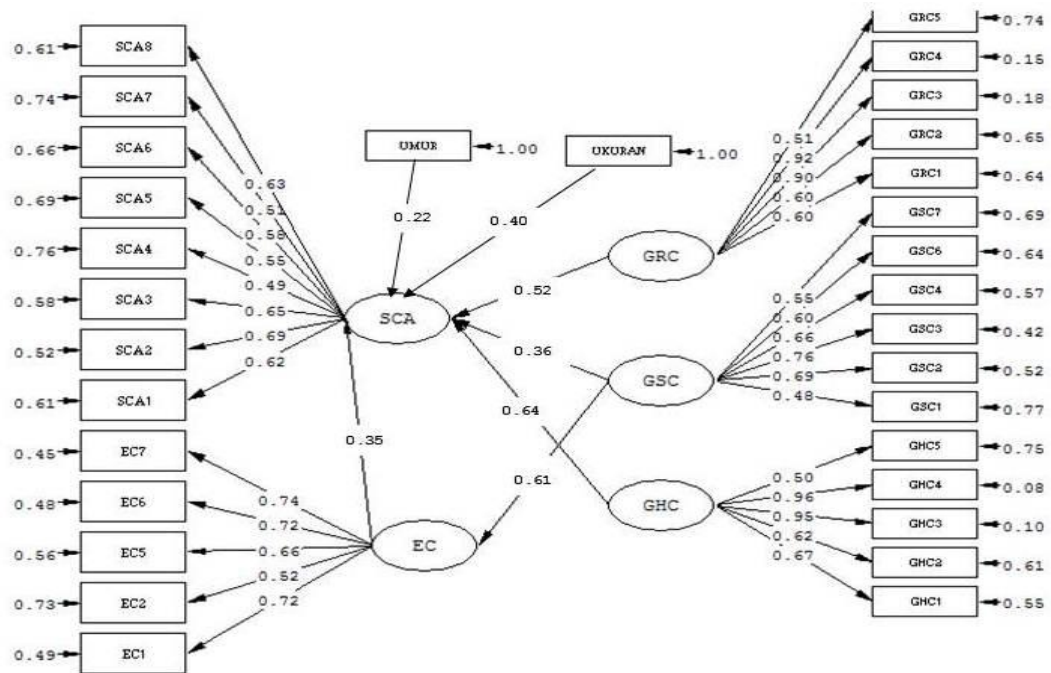 0.61 SCA8
0.74 SCA7
0.66 SCA6
0.69 SCA5
0.76 SCA4
0.58 SCA3
0.52 SCA2
0.61 SCA1
0.45 EC7
0.48 EC6
0.56 EC5
0.73 EC2
0.49 EC1
0.63
0.51
0.58
0.55
0.49
0.65
0.69
0.62
0.35
0.74
0.72
0.66
0.52
0.72
UMUR 1.00
UKURAN 1.00
0.22
0.40
SCA
EC
0.52
0.36
0.64
0.61
GRC
GSC
GHC
0.51
0.92
0.90
0.60
0.60
0.55
0.60
0.66
0.76
0.69
0.48
0.50
0.96
0.95
0.62
0.67
GRC5 0.74
GRC4 0.15
GRC3 0.18
GRC2 0.65
GRC1 0.64
GSC7 0.69
GSC6 0.64
GSC4 0.57
GSC3 0.42
GSC2 0.52
GSC1 0.77
GHC5 0.75
GHC4 0.08
GHC3 0.10
GHC2 0.61
GHC1 0.55